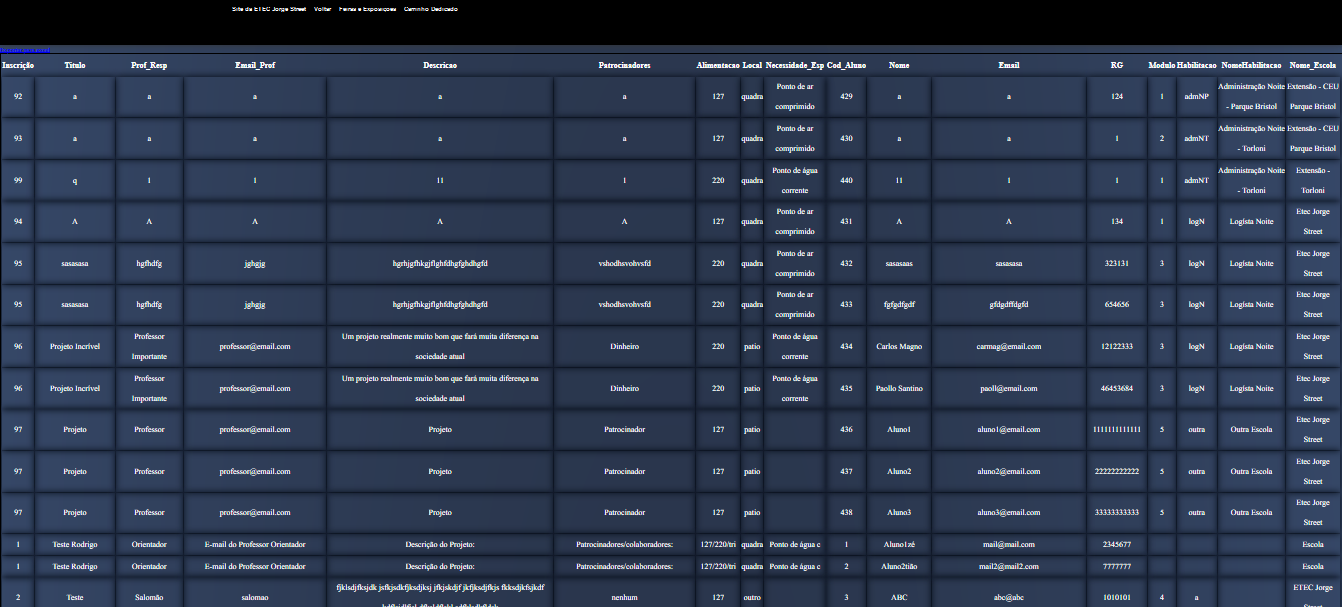 Site da ETEC Jorge Street Voltar Feiras e Exposições Caminho Dedicado
Inscrição Titulo Prof_Resp Email_Prof Descricao Patrocinadores Alimentacao Local Necessidade_Esp Cod_Aluno Nome Email RG Modulo Habilitacao NomeHabilitacao Nome_Escola
92 a a a a a 127 quadra Ponto de ar comprimido 429 a a 124 1 admNP Administração Noite - Parque Bristol Extensão - CEU Parque Bristol
93 a a a a a 127 quadra Ponto de ar comprimido 430 a a 1 2 admNT Administração Noite - Torloni Extensão - CEU Parque Bristol
99 q 1 1 11 1 220 quadra Ponto de água corrente 440 11 1 1 1 admNT Administração Noite - Torloni Extensão - Torloni
94 A A A A A 127 quadra Ponto de ar comprimido 431 A A 134 1 logN Logísta Noite Etec Jorge Street
95 sasasasa hgfhdfg jghgjg hgrhjgfhkgjflghfdhgfghdhgfd vshodhsvohvsfd 220 quadra Ponto de ar comprimido 432 sasasaas sasasasa 323131 3 logN Logísta Noite Etec Jorge Street
95 sasasasa hgfhdfg jghgjg hgrhjgfhkgjflghfdhgfghdhgfd vshodhsvohvsfd 220 quadra Ponto de ar comprimido 433 fgfgdfgdf gfdgdffdgfd 654656 3 logN Logísta Noite Etec Jorge Street
96 Projeto Incrível Professor Importante professor@email.com Um projeto realmente muito bom que fará muita diferença na sociedade atual Dinheiro 220 patio Ponto de água corrente 434 Carlos Magno carmag@email.com 12122333 3 logN Logísta Noite Etec Jorge Street
96 Projeto Incrível Professor Importante professor@email.com Um projeto realmente muito bom que fará muita diferença na sociedade atual Dinheiro 220 patio Ponto de água corrente 435 Paollo Santino paoll@email.com 46453684 3 logN Logísta Noite Etec Jorge Street
97 Projeto Professor professor@email.com Projeto Patrocinador 127 patio 436 Aluno1 aluno1@email.com 1111111111111 5 outra Outra Escola Etec Jorge Street
97 Projeto Professor professor@email.com Projeto Patrocinador 127 patio 437 Aluno2 aluno2@email.com 22222222222 5 outra Outra Escola Etec Jorge Street
97 Projeto Professor professor@email.com Projeto Patrocinador 127 patio 438 Aluno3 aluno3@email.com 33333333333 5 outra Outra Escola Etec Jorge Street
1 Teste Rodrigo Orientador E-mail do Professor Orientador Descrição do Projeto: Patrocinadores/colaboradores: 127/220/tri quadra Ponto de água c 1 Aluno1zé mail@mail.com 2345677 Escola
1 Teste Rodrigo Orientador E-mail do Professor Orientador Descrição do Projeto: Patrocinadores/colaboradores: 127/220/tri quadra Ponto de água c 2 Aluno2tião mail2@mail2.com 7777777 Escola
2 Teste Salomão salomao nenhum 127 outro 3 ABC abc@abc 1010101 4 a ETEC Jorge Street